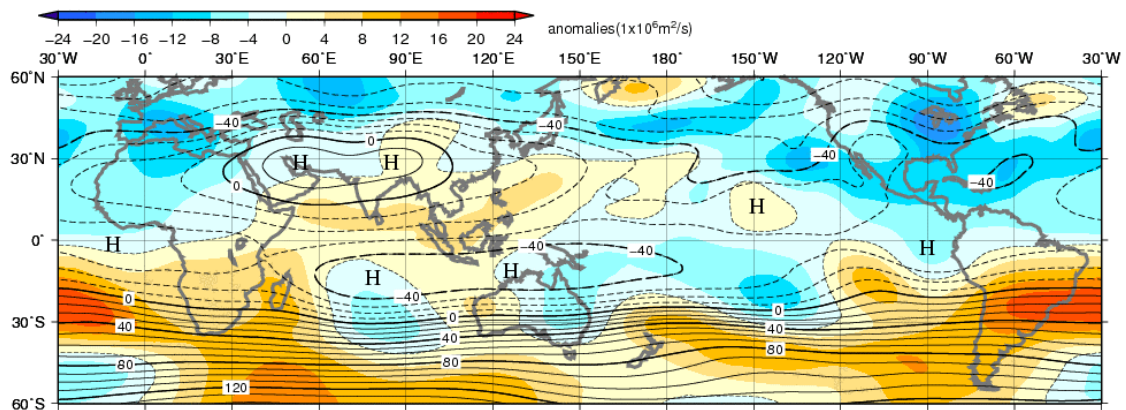 −24 −20 −16 −12 −8 −4 0 4 8 12 16 20 24 anomalies(1x10⁶m²/s)
30°W 0° 30°E 60°E 90°E 120°E 150°E 180° 150°W 120°W 90°W 60°W 30°W
60°N
−40 0 −40 −40
30°N H H
0 −40
H
0° H −40 −40 H
H H
−40
0 0 0
30°S 40 40 40
80 80 80
120
60°S